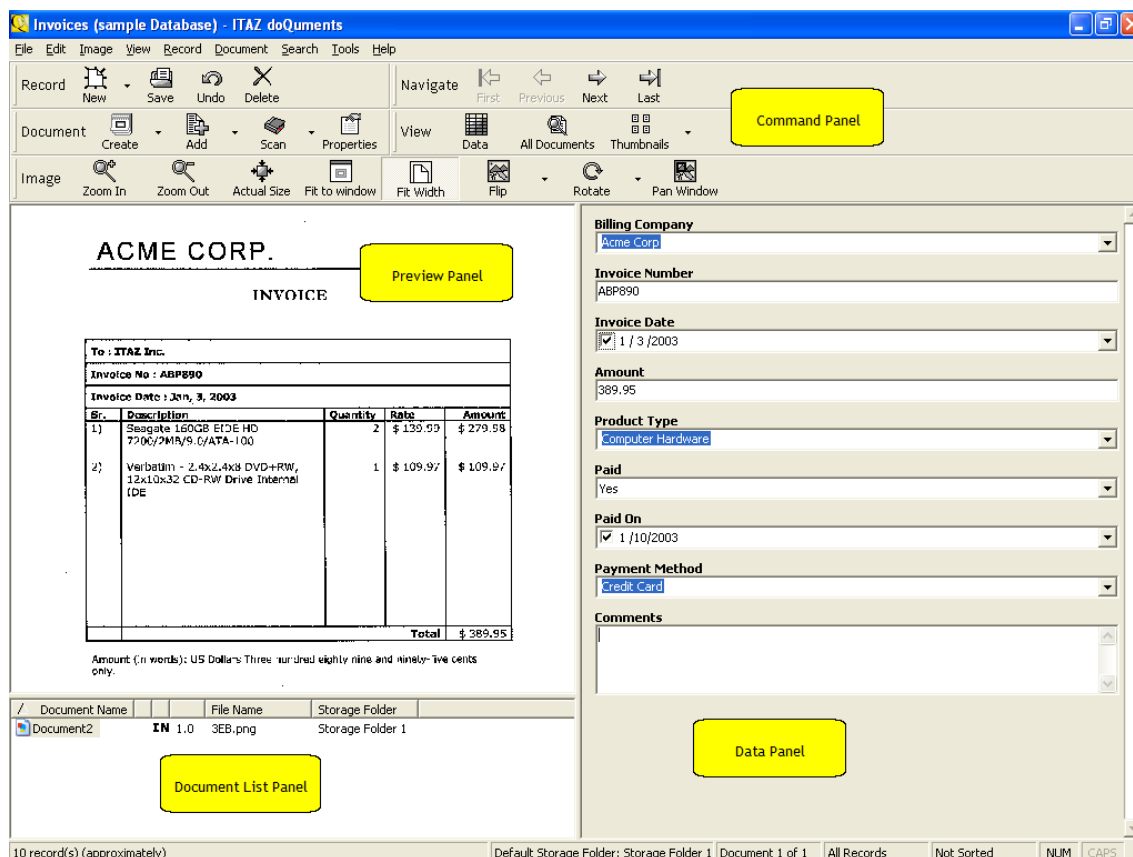 Invoices (sample Database) - ITAZ doQuments
File Edit Image View Record Document Search Tools Help
Record New Save Undo Delete Navigate First Previous Next Last
Command Panel
Document Create Add Scan Properties View Data All Documents Thumbnails
Image Zoom In Zoom Out Actual Size Fit to window Fit Width Flip Rotate Pan Window
ACME CORP.
Preview Panel
INVOICE
To : ITAZ Inc.
Invoice No : ABP890
Invoice Date : Jan, 3, 2003
Sr. Description Quantity Rate Amount
1) Seagate 160GB EIDE HD 2 $ 139.99 $ 279.98
7200/2MB/9.0/ATA-100
2) Verbatim - 2.4x2.4x8 DVD+RW, 1 $ 109.97 $ 109.97
12x10x32 CD-RW Drive Internal
IDE
Total $ 389.95
Amount (in words): US Dollars Three hundred eighty nine and ninety-five cents
only.
Billing Company
Acme Corp
Invoice Number
ABP890
Invoice Date
1 / 3 /2003
Amount
389.95
Product Type
Computer Hardware
Paid
Yes
Paid On
1 /10/2003
Payment Method
Credit Card
Comments
/ Document Name File Name Storage Folder
Document2 IN 1.0 3EB.png Storage Folder 1
Document List Panel
Data Panel
10 record(s) (approximately) Default Storage Folder: Storage Folder 1 Document 1 of 1 All Records Not Sorted NUM CAPS